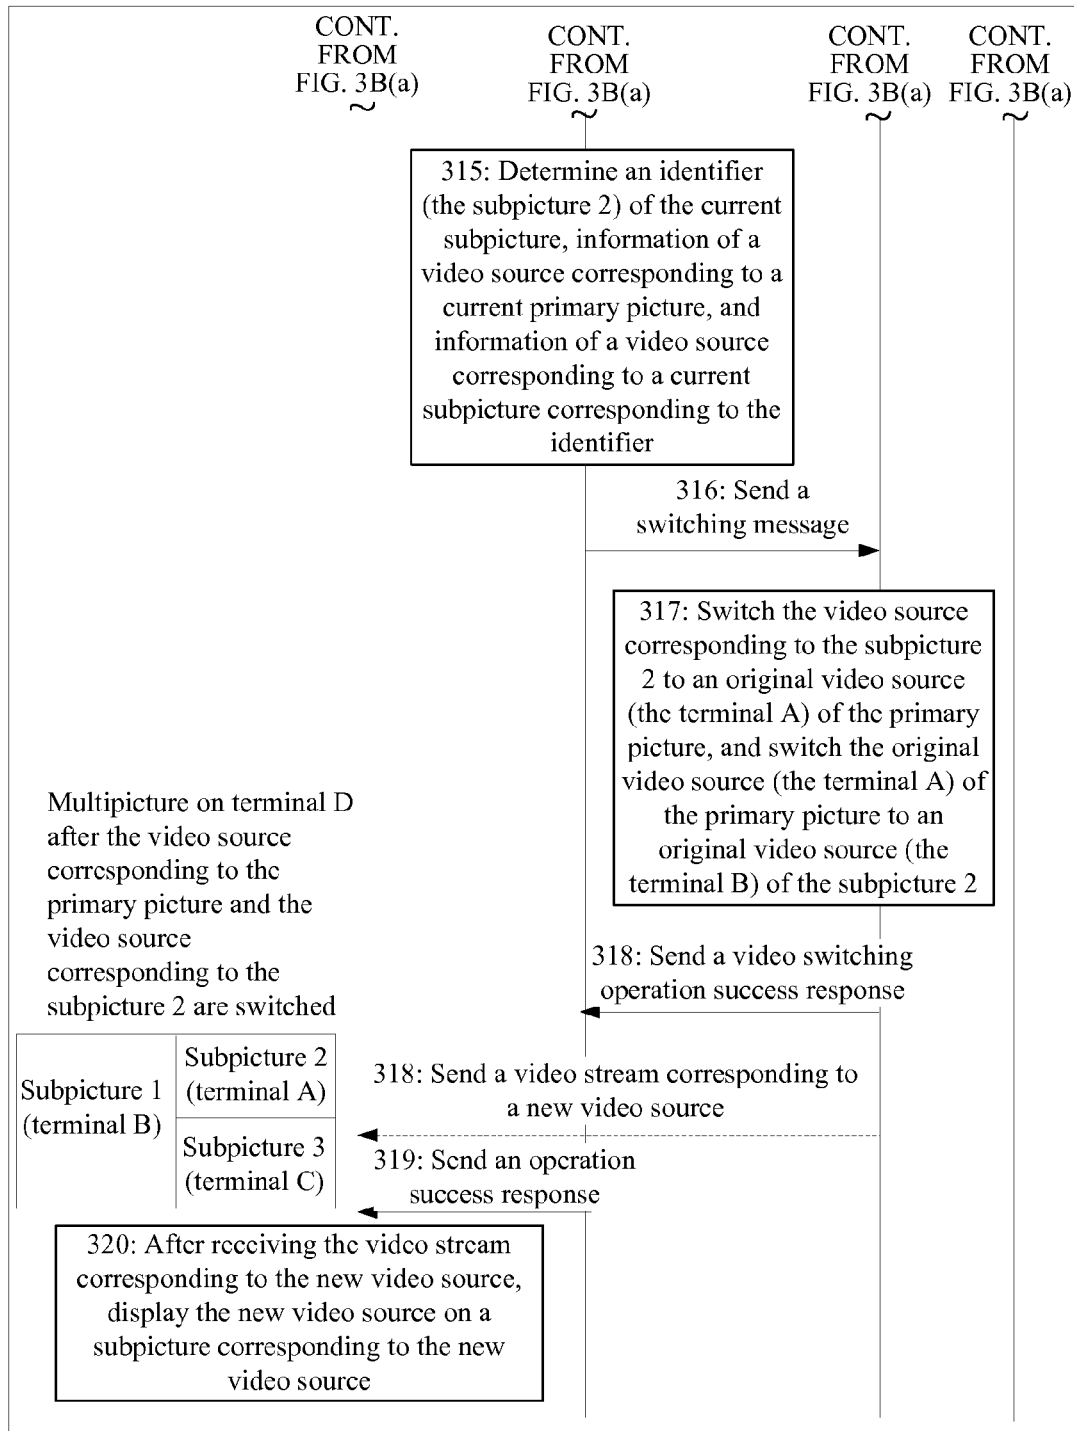 CONT.
FROM
FIG. 3B(a)
CONT.
FROM
FIG. 3B(a)
CONT.
FROM
FIG. 3B(a)
CONT.
FROM
FIG. 3B(a)
315: Determine an identifier
(the subpicture 2) of the current
subpicture, information of a
video source corresponding to a
current primary picture, and
information of a video source
corresponding to a current
subpicture corresponding to the
identifier
316: Send a
switching message
317: Switch the video source
corresponding to the subpicture
2 to an original video source
(the terminal A) of the primary
picture, and switch the original
video source (the terminal A) of
the primary picture to an
original video source (the
terminal B) of the subpicture 2
Multipicture on terminal D
after the video source
corresponding to the
primary picture and the
video source
corresponding to the
subpicture 2 are switched
318: Send a video switching
operation success response
Subpicture 1
(terminal B)
Subpicture 2
(terminal A)
Subpicture 3
(terminal C)
318: Send a video stream corresponding to
a new video source
319: Send an operation
success response
320: After receiving the video stream
corresponding to the new video source,
display the new video source on a
subpicture corresponding to the new
video source